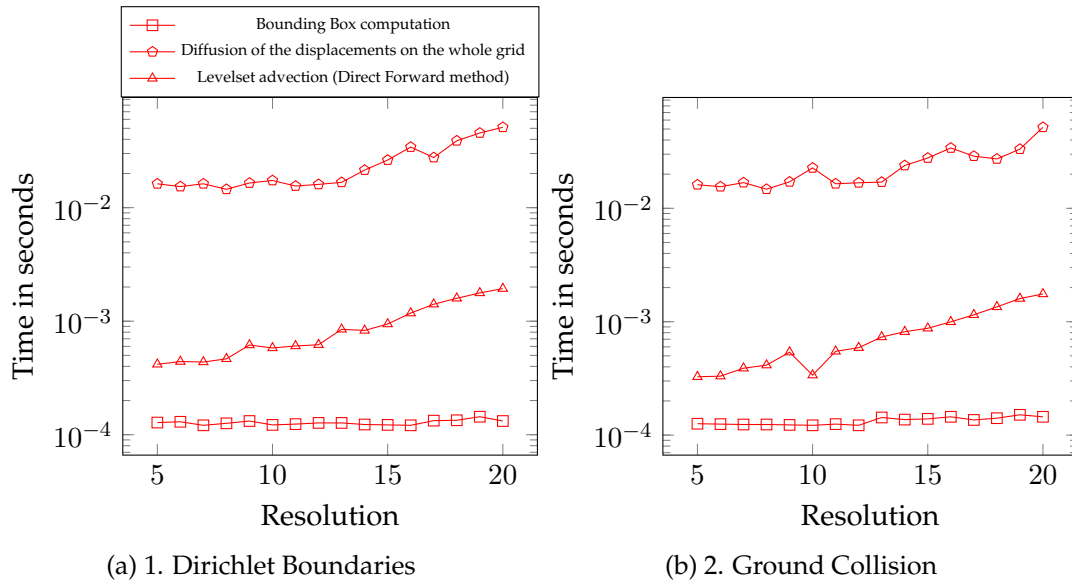 Bounding Box computation
Diffusion of the displacements on the whole grid
Levelset advection (Direct Forward method)
Time in seconds
10^−2
10^−3
10^−4
5 10 15 20
Resolution
(a) 1. Dirichlet Boundaries
Time in seconds
10^−2
10^−3
10^−4
5 10 15 20
Resolution
(b) 2. Ground Collision